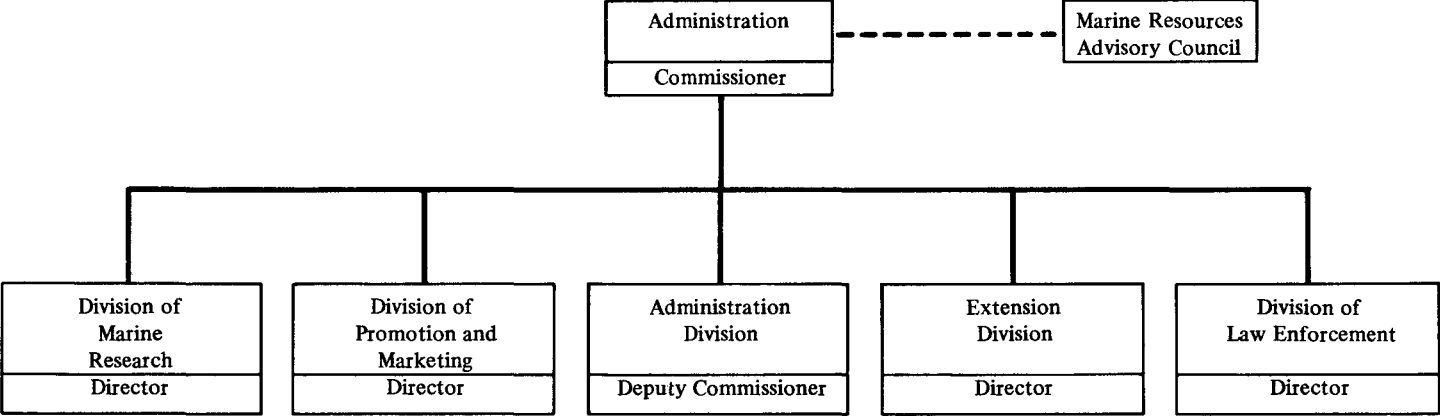 Administration
Commissioner
Marine Resources
Advisory Council
Division of
Marine
Research
Director
Division of
Promotion and
Marketing
Director
Administration
Division
Deputy Commissioner
Extension
Division
Director
Division of
Law Enforcement
Director